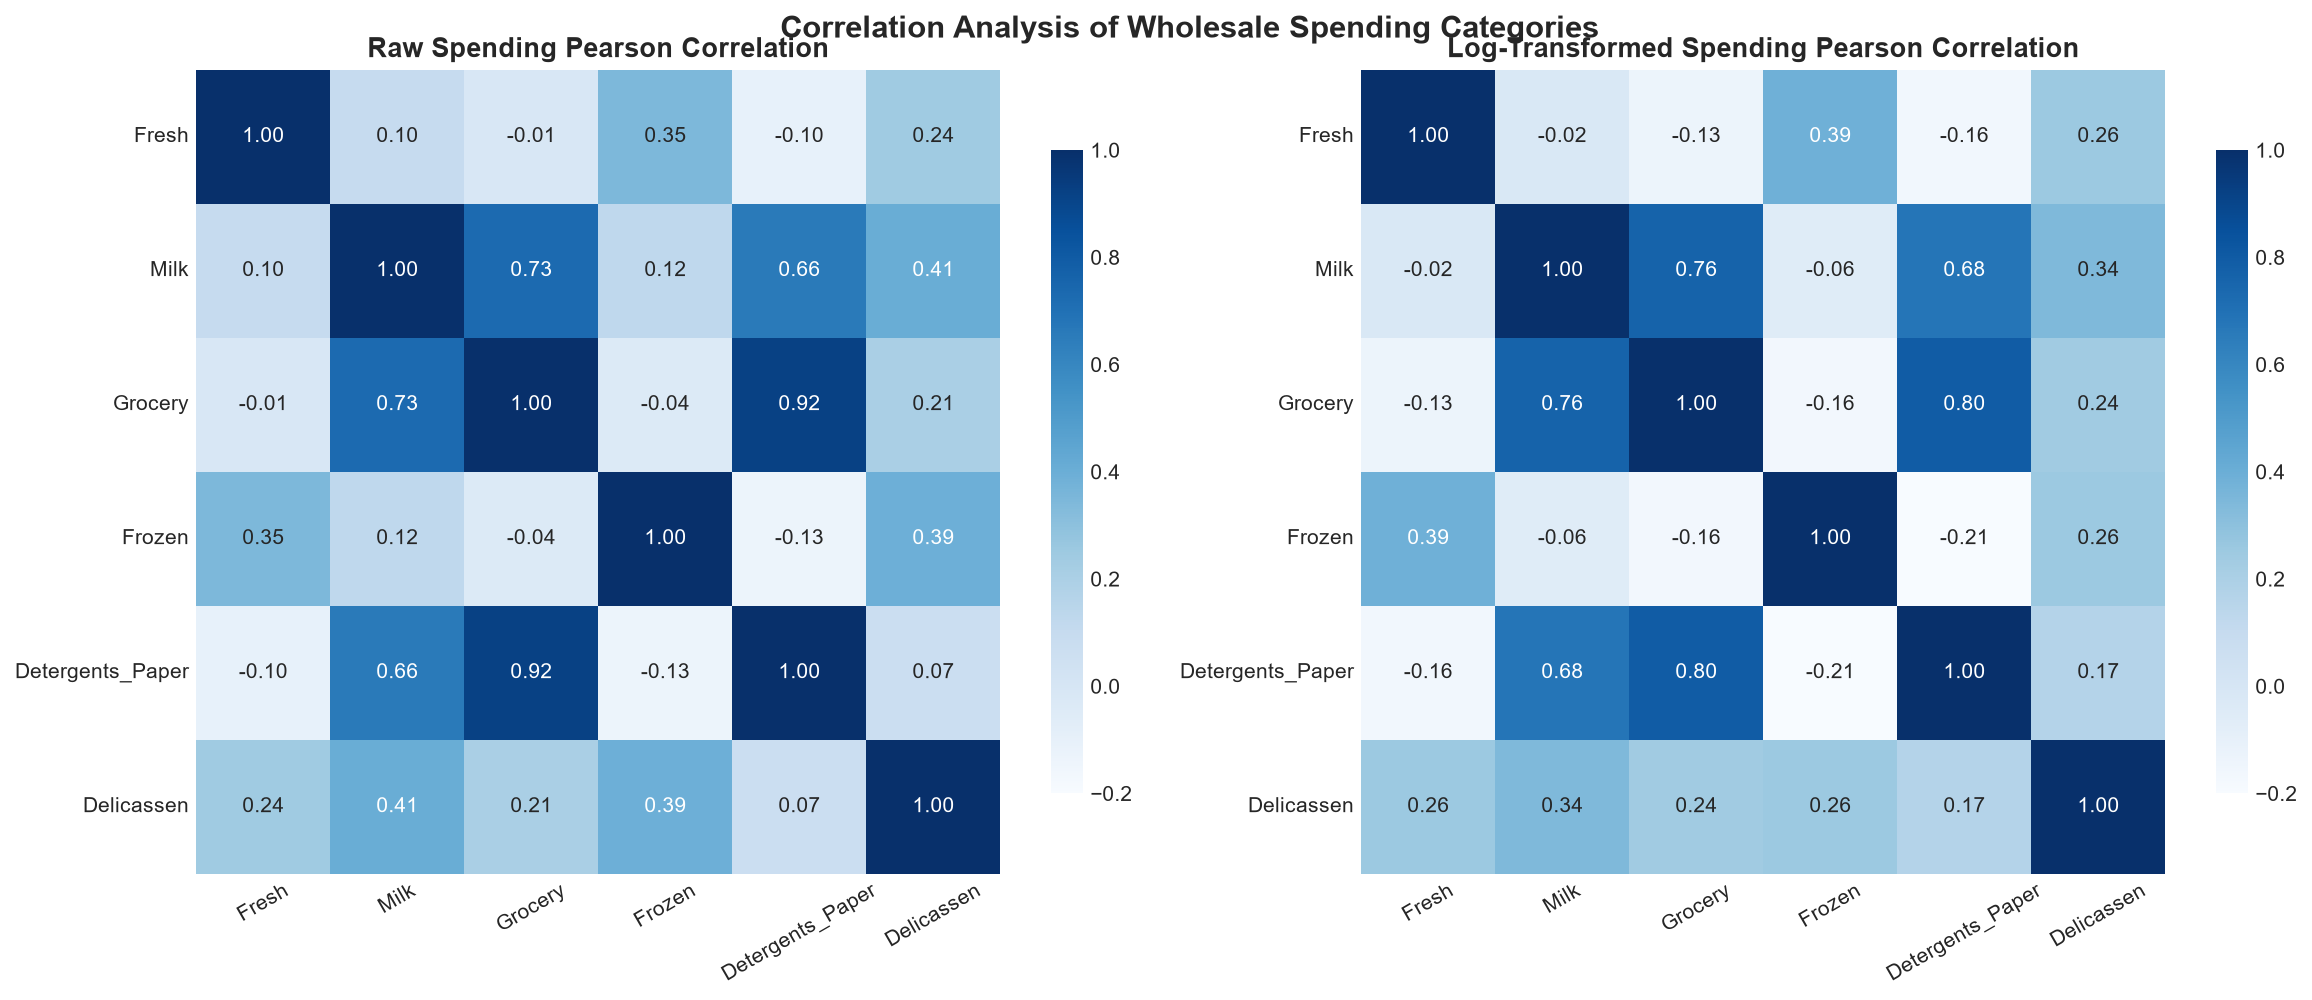 Correlation Analysis of Wholesale Spending Categories
Raw Spending Pearson Correlation
Fresh 1.00 0.10 -0.01 0.35 -0.10 0.24
Milk 0.10 1.00 0.73 0.12 0.66 0.41
Grocery -0.01 0.73 1.00 -0.04 0.92 0.21
Frozen 0.35 0.12 -0.04 1.00 -0.13 0.39
Detergents_Paper -0.10 0.66 0.92 -0.13 1.00 0.07
Delicassen 0.24 0.41 0.21 0.39 0.07 1.00
Fresh Milk Grocery Frozen Detergents_Paper Delicassen
1.0
0.8
0.6
0.4
0.2
0.0
−0.2
Log-Transformed Spending Pearson Correlation
Fresh 1.00 -0.02 -0.13 0.39 -0.16 0.26
Milk -0.02 1.00 0.76 -0.06 0.68 0.34
Grocery -0.13 0.76 1.00 -0.16 0.80 0.24
Frozen 0.39 -0.06 -0.16 1.00 -0.21 0.26
Detergents_Paper -0.16 0.68 0.80 -0.21 1.00 0.17
Delicassen 0.26 0.34 0.24 0.26 0.17 1.00
Fresh Milk Grocery Frozen Detergents_Paper Delicassen
1.0
0.8
0.6
0.4
0.2
0.0
−0.2